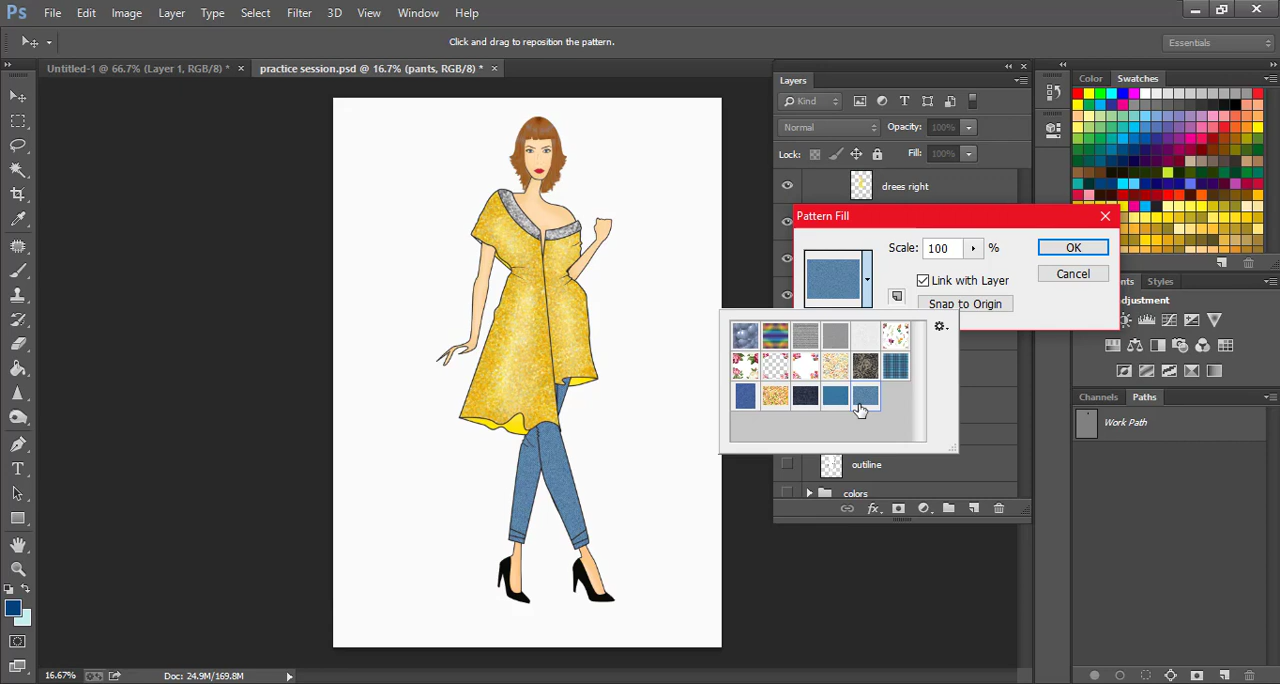 Ps File Edit Image Layer Type Select Filter 3D View Window Help
Click and drag to reposition the pattern.
Essentials
Untitled-1 @ 66.7% (Layer 1, RGB/8) * ×
practice session.psd @ 16.7% (pants, RGB/8) * ×
Layers
Kind
Normal
Opacity: 100%
Lock:
Fill: 100%
drees right
Pattern Fill
Scale: 100 %
OK
Link with Layer
Cancel
Snap to Origin
outiline
colors
fx
Color Swatches
Styles
Channels Paths
Work Path
16.67%
Doc: 24.9M/169.8M